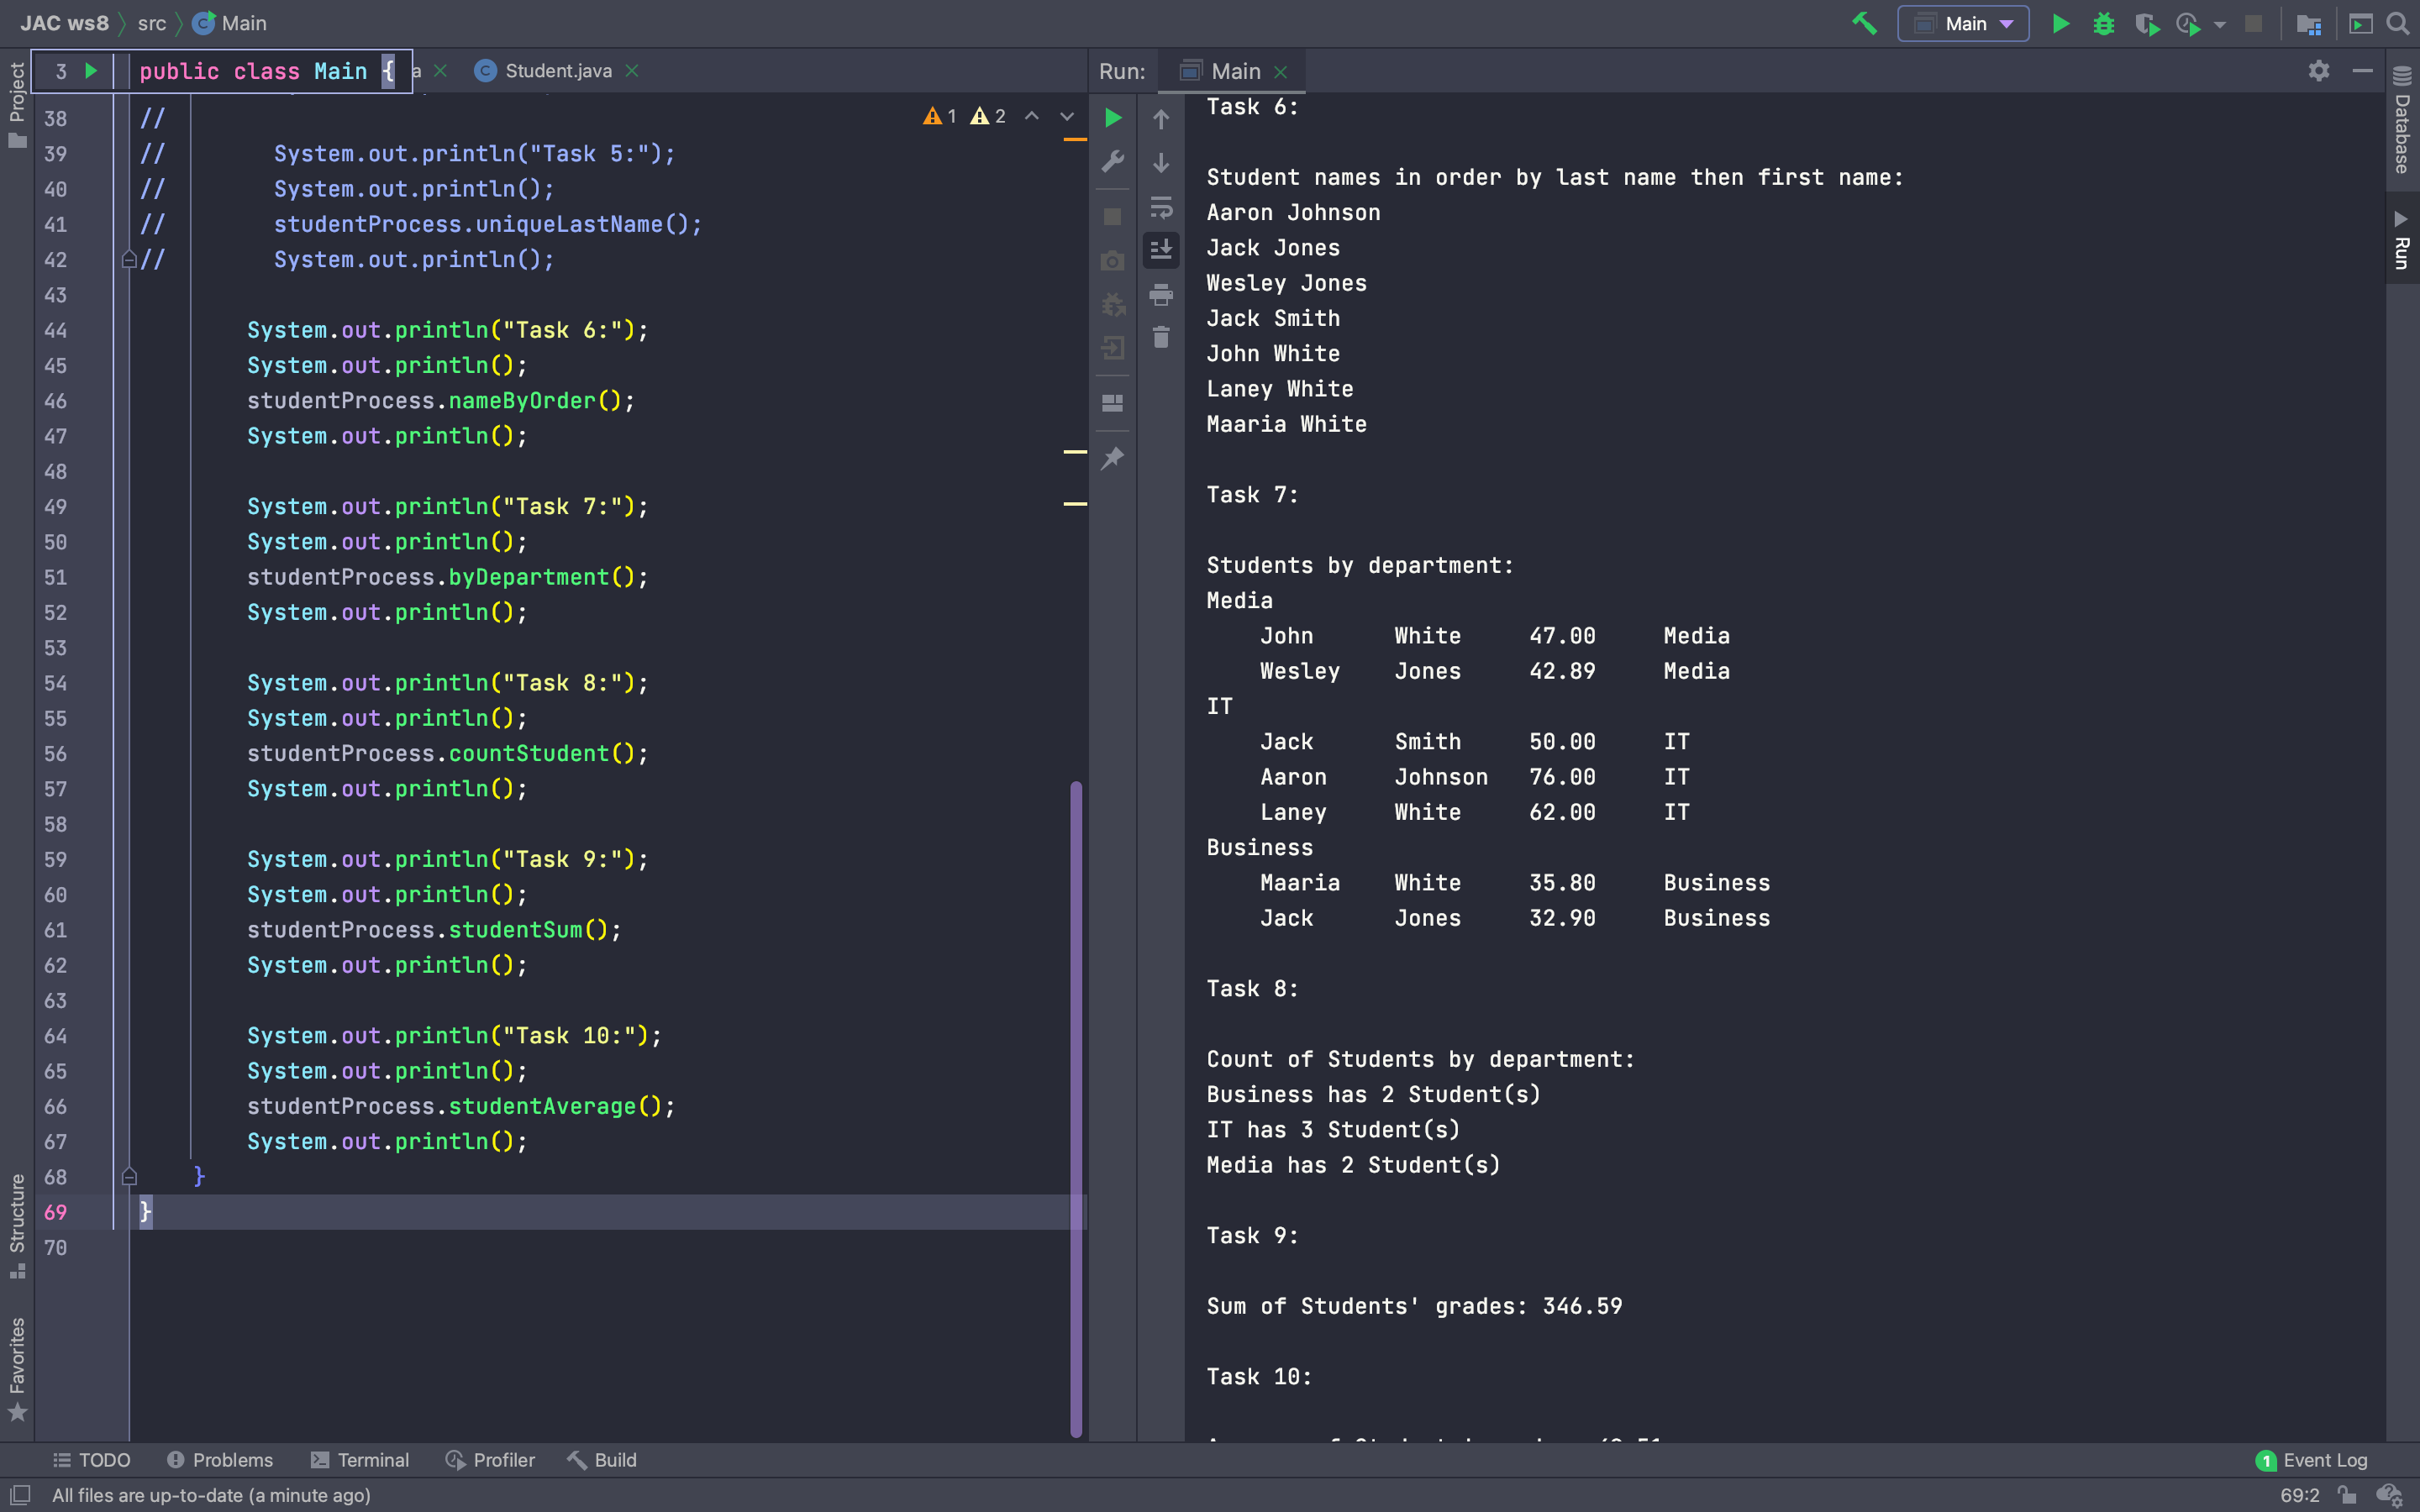 JAC ws8 src Main
Main
3 public class Main {
a
Student.java
Run: Main
Project
Structure
Favorites
1 2
38 //
39 // System.out.println("Task 5:");
40 // System.out.println();
41 // studentProcess.uniqueLastName();
42 // System.out.println();
43
44 System.out.println("Task 6:");
45 System.out.println();
46 studentProcess.nameByOrder();
47 System.out.println();
48
49 System.out.println("Task 7:");
50 System.out.println();
51 studentProcess.byDepartment();
52 System.out.println();
53
54 System.out.println("Task 8:");
55 System.out.println();
56 studentProcess.countStudent();
57 System.out.println();
58
59 System.out.println("Task 9:");
60 System.out.println();
61 studentProcess.studentSum();
62 System.out.println();
63
64 System.out.println("Task 10:");
65 System.out.println();
66 studentProcess.studentAverage();
67 System.out.println();
68 }
69 }
70
Task 6:
Student names in order by last name then first name:
Aaron Johnson
Jack Jones
Wesley Jones
Jack Smith
John White
Laney White
Maaria White
Task 7:
Students by department:
Media
John White 47.00 Media
Wesley Jones 42.89 Media
IT
Jack Smith 50.00 IT
Aaron Johnson 76.00 IT
Laney White 62.00 IT
Business
Maaria White 35.80 Business
Jack Jones 32.90 Business
Task 8:
Count of Students by department:
Business has 2 Student(s)
IT has 3 Student(s)
Media has 2 Student(s)
Task 9:
Sum of Students' grades: 346.59
Task 10:
Database
Run
TODO Problems Terminal Profiler Build
1 Event Log
All files are up-to-date (a minute ago)
69:2